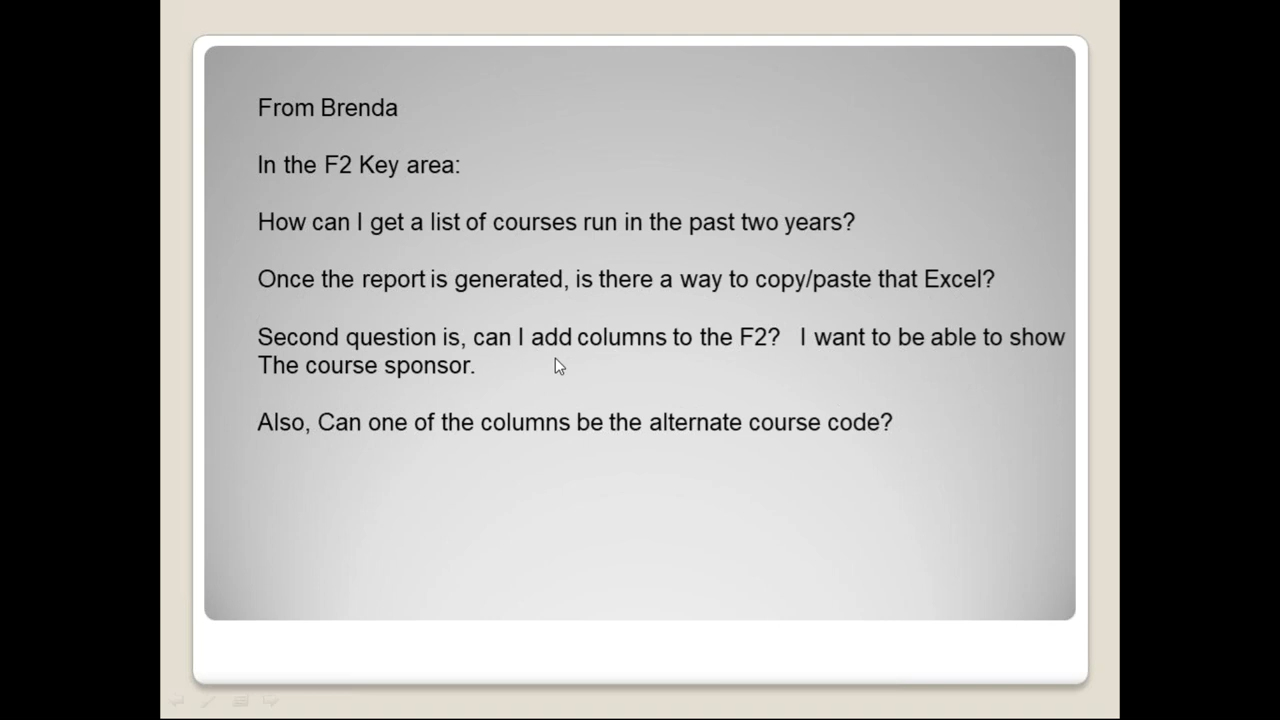 From Brenda
In the F2 Key area:
How can I get a list of courses run in the past two years?
Once the report is generated, is there a way to copy/paste that Excel?
Second question is, can I add columns to the F2?   I want to be able to show
The course sponsor.
Also, Can one of the columns be the alternate course code?